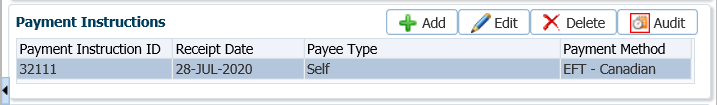 Payment Instructions Add Edit Delete Audit
Payment Instruction ID Receipt Date Payee Type Payment Method
32111 28-JUL-2020 Self EFT - Canadian